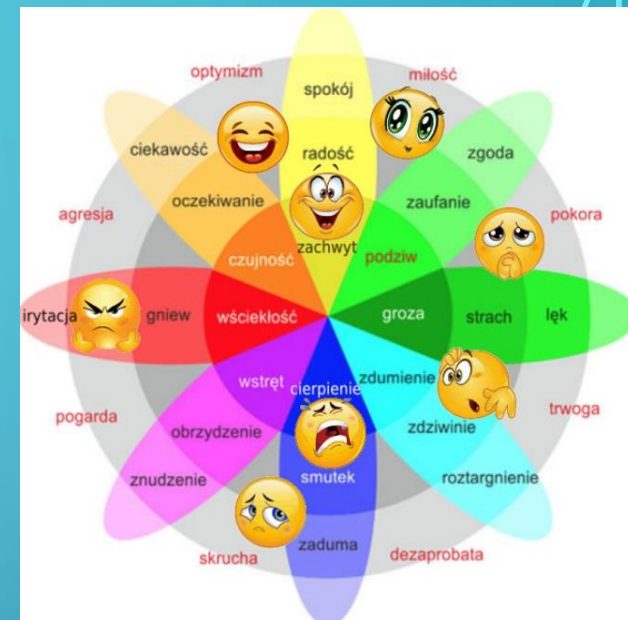 optymizm
spokój
miłość
ciekawość
radość
zgoda
oczekiwanie
zaufanie
agresja
pokora
zachwyt
czujność
podziw
irytacja
gniew
wściekłość
groza
strach
lęk
wstręt
cierpienie
zdumienie
pogarda
trwoga
obrzydzenie
zdziwinie
znudzenie
smutek
roztargnienie
zaduma
skrucha
dezaprobata